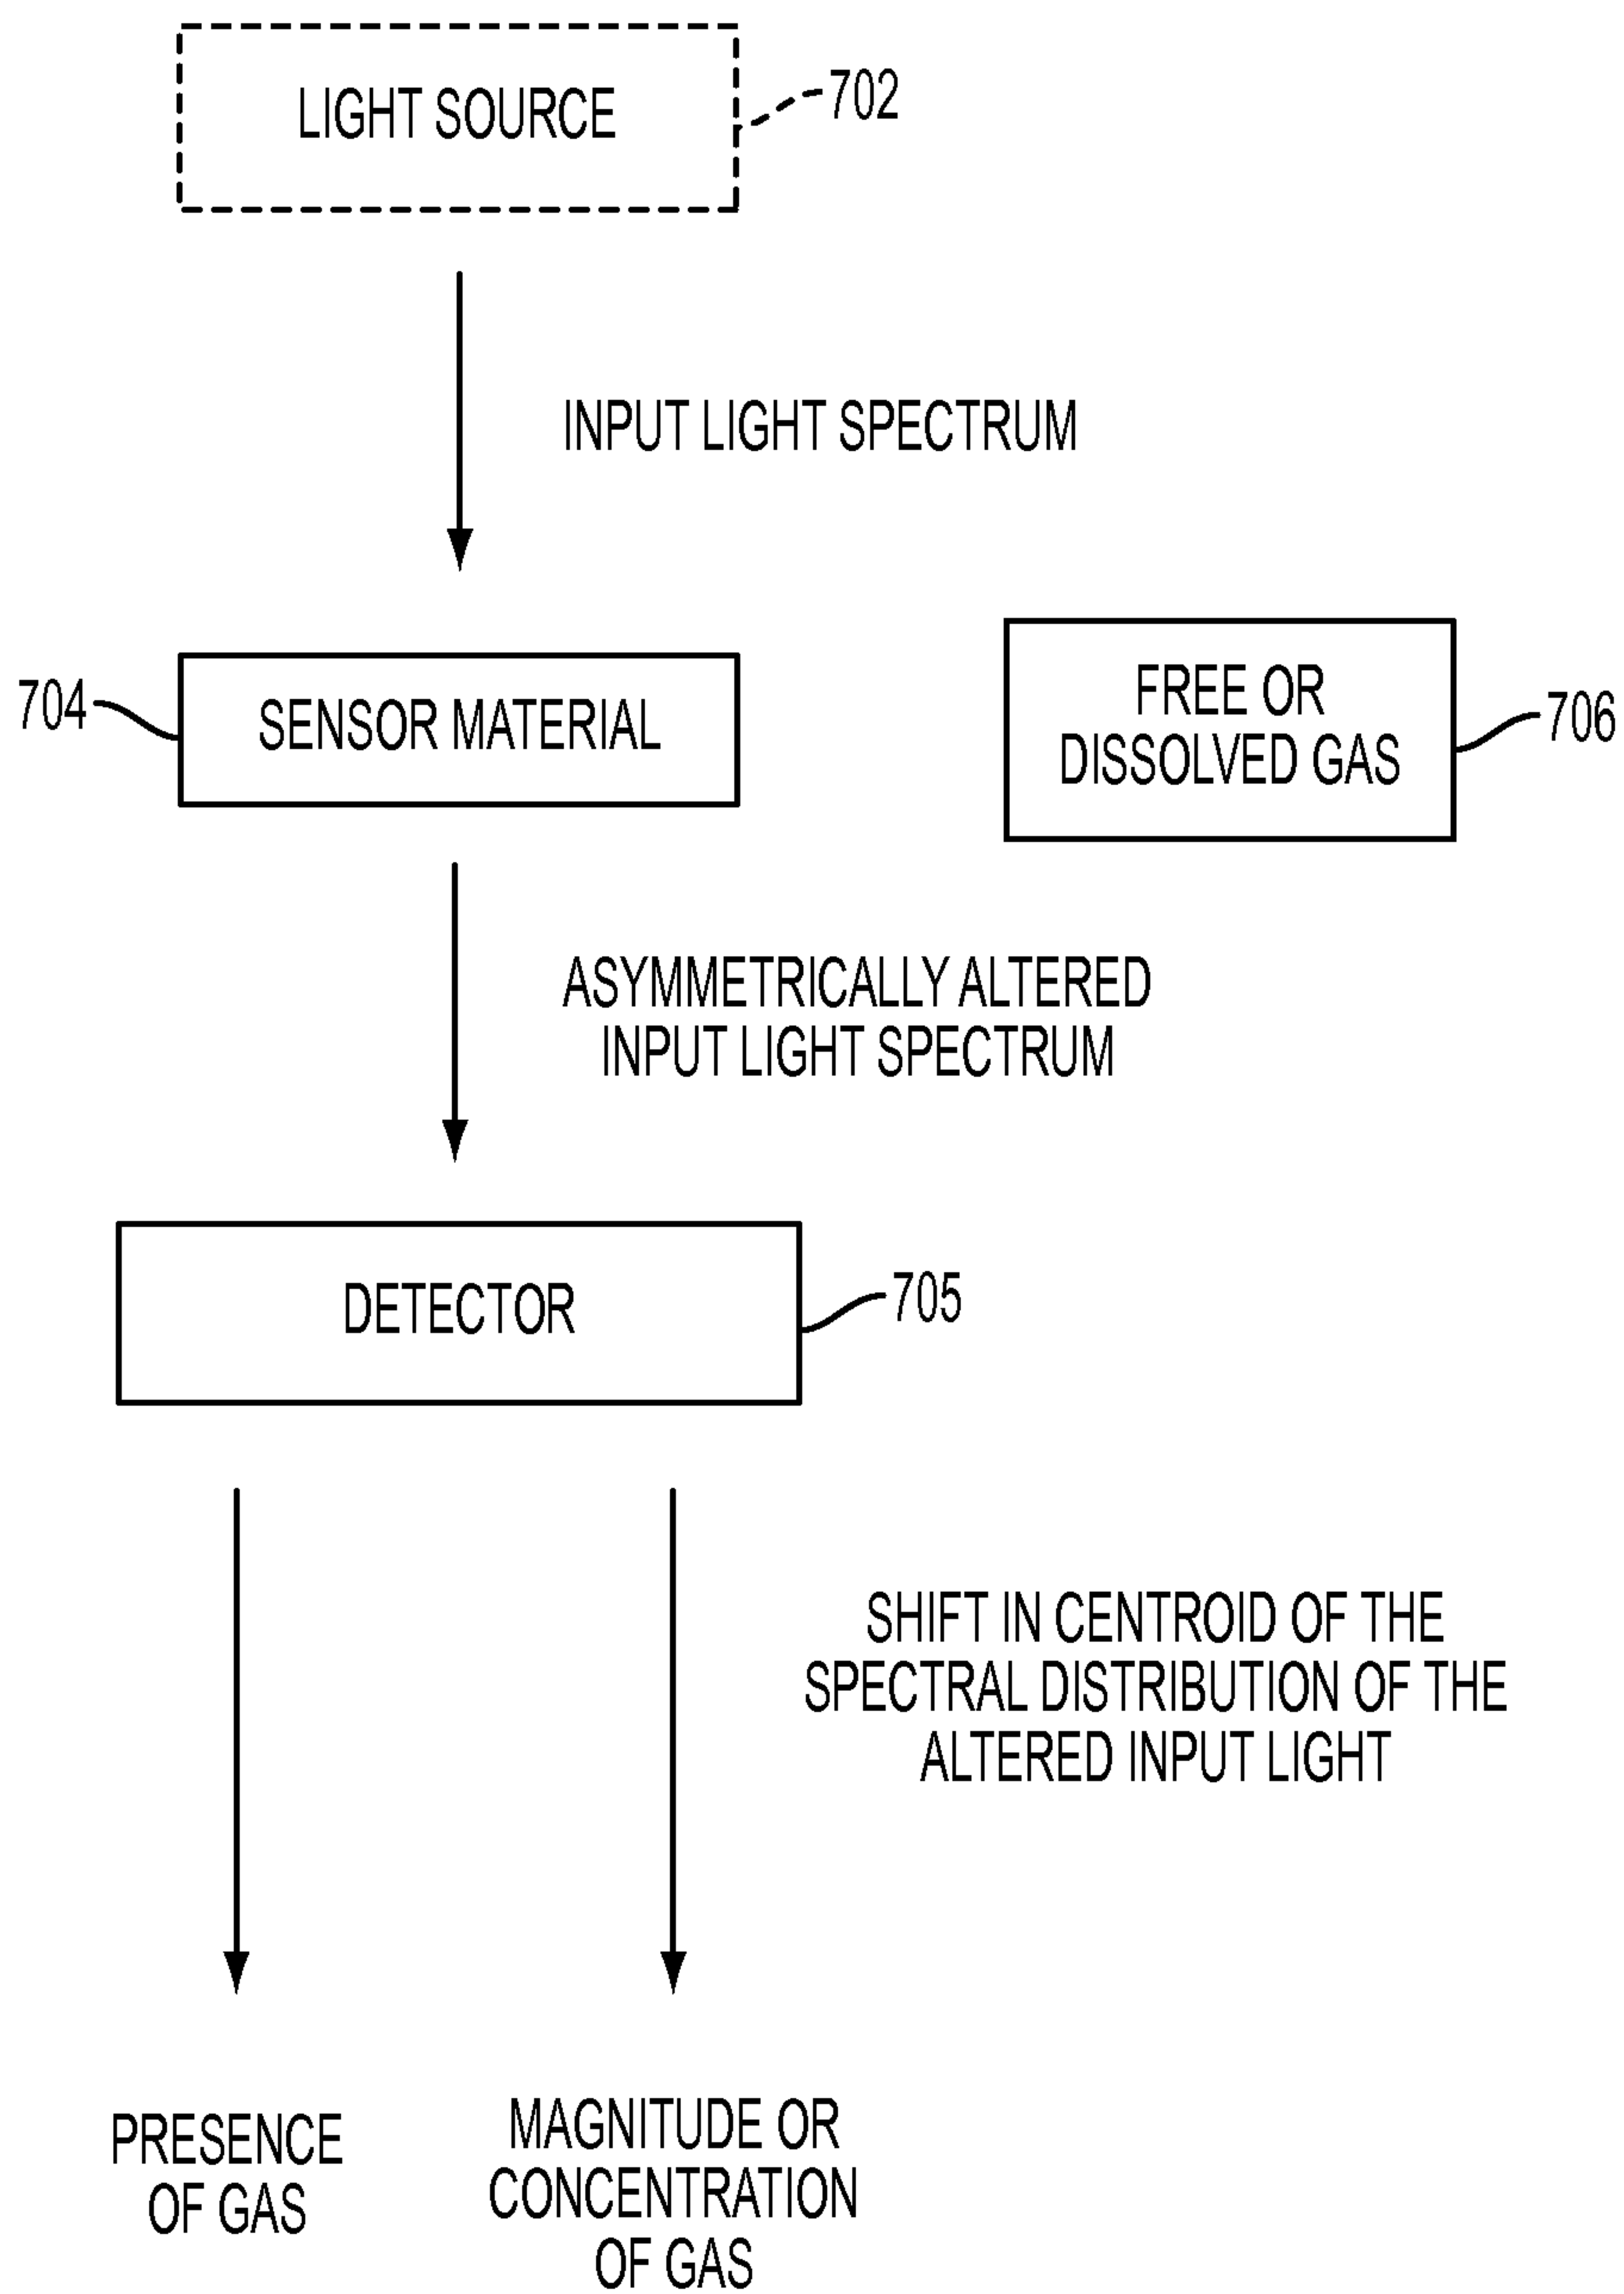 LIGHT SOURCE
702
INPUT LIGHT SPECTRUM
704
SENSOR MATERIAL
FREE OR
DISSOLVED GAS
706
ASYMMETRICALLY ALTERED
INPUT LIGHT SPECTRUM
DETECTOR
705
SHIFT IN CENTROID OF THE
SPECTRAL DISTRIBUTION OF THE
ALTERED INPUT LIGHT
PRESENCE
OF GAS
MAGNITUDE OR
CONCENTRATION
OF GAS